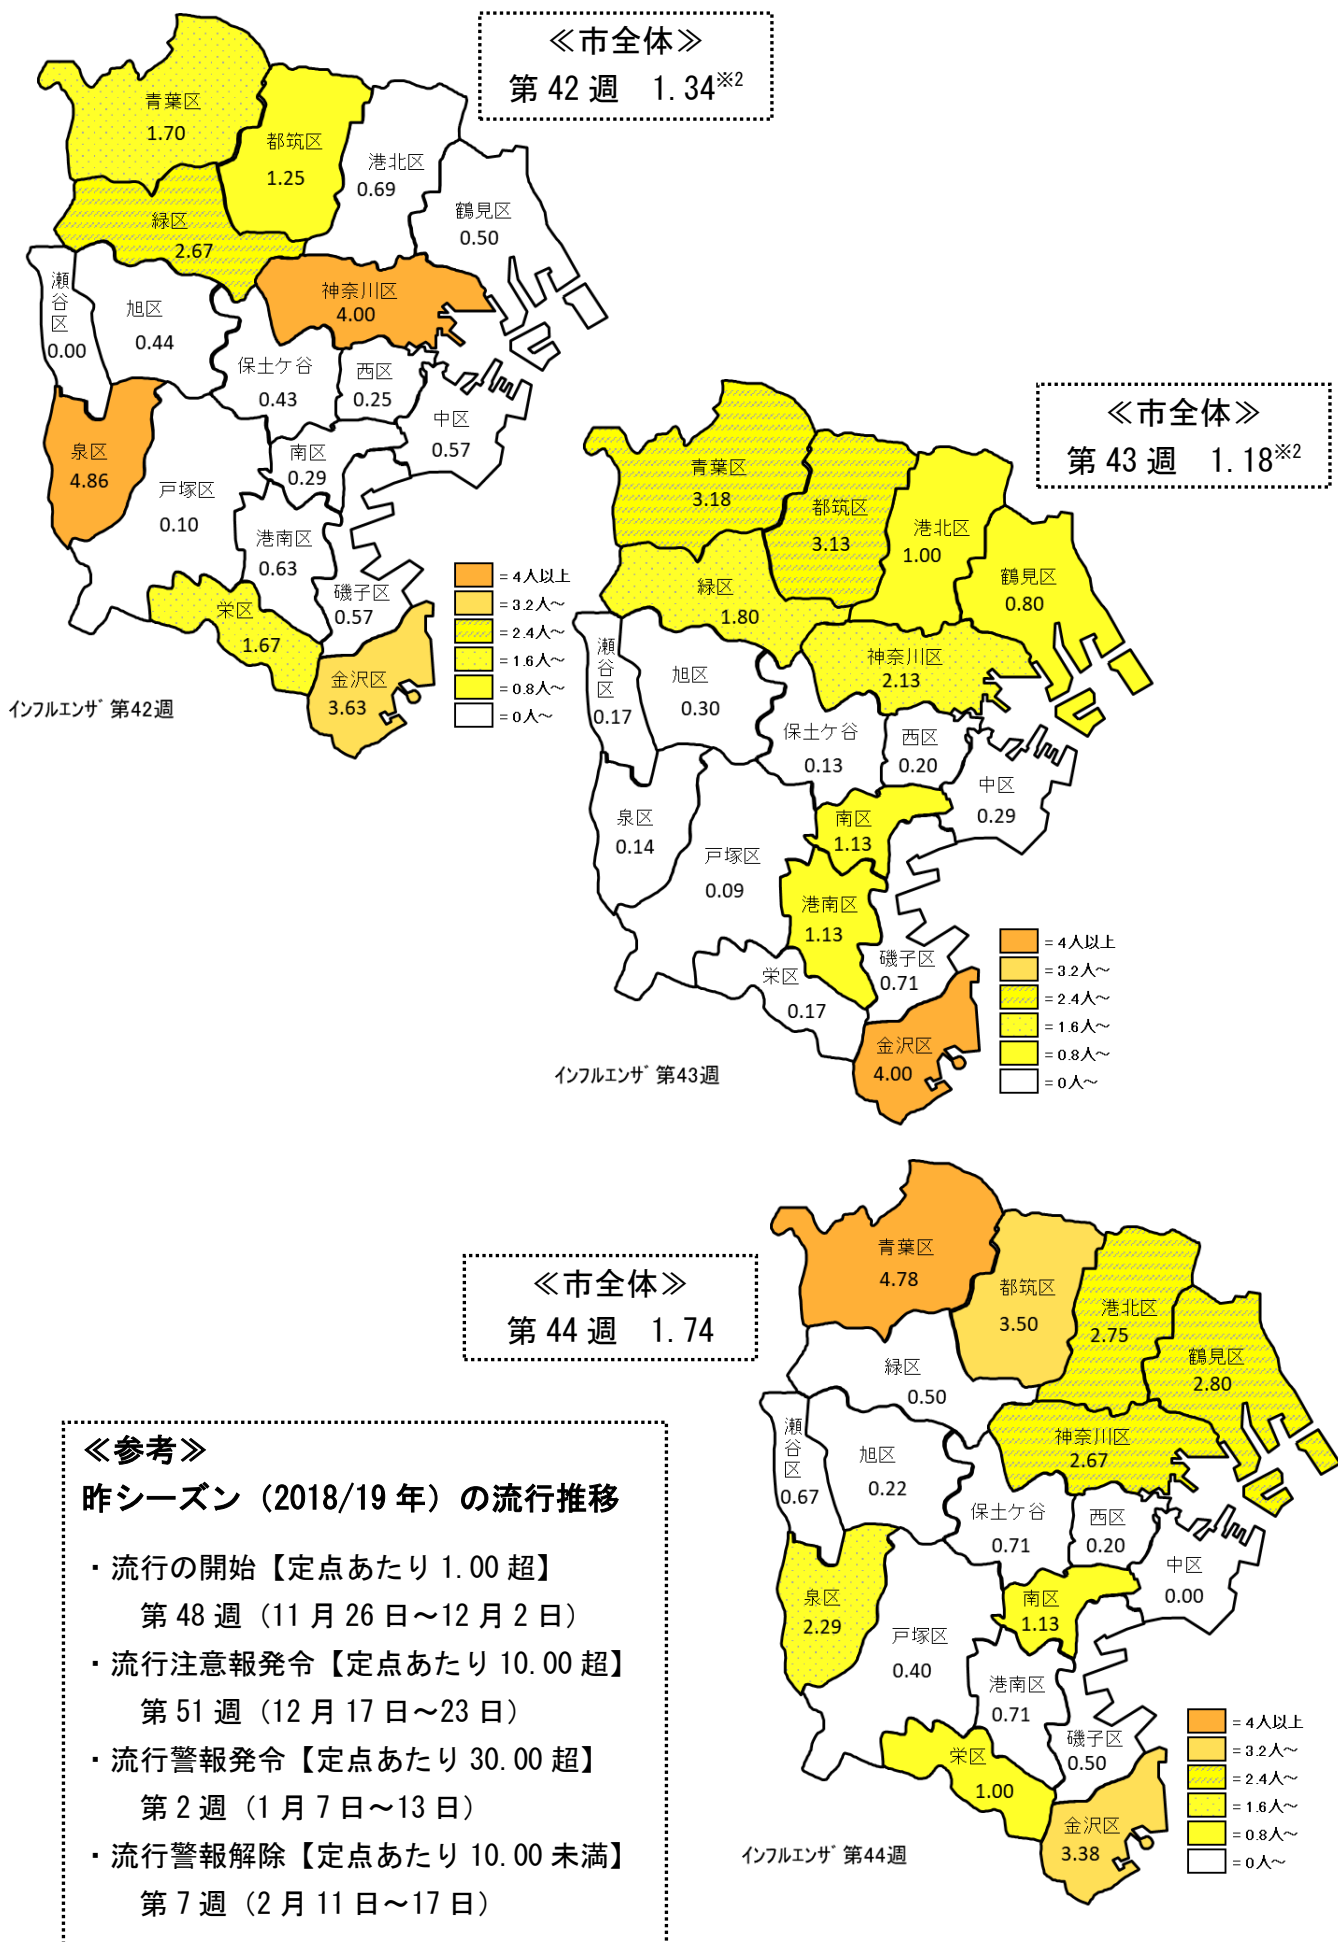 ≪市全体≫
第 42 週　1.34※2
青葉区
1.70
都筑区
1.25
港北区
0.69
鶴見区
0.50
緑区
2.67
瀬谷区
0.00
旭区
0.44
神奈川区
4.00
保土ケ谷
0.43
西区
0.25
中区
0.57
泉区
4.86
戸塚区
0.10
南区
0.29
港南区
0.63
磯子区
0.57
栄区
1.67
金沢区
3.63
= 4人以上
= 3.2人～
= 2.4人～
= 1.6人～
= 0.8人～
= 0人～
インフルエンザ 第42週
≪市全体≫
第 43 週　1.18※2
青葉区
3.18
都筑区
3.13
港北区
1.00
鶴見区
0.80
緑区
1.80
瀬谷区
0.17
旭区
0.30
神奈川区
2.13
保土ケ谷
0.13
西区
0.20
中区
0.29
泉区
0.14
戸塚区
0.09
南区
1.13
港南区
1.13
磯子区
0.71
栄区
0.17
金沢区
4.00
= 4人以上
= 3.2人～
= 2.4人～
= 1.6人～
= 0.8人～
= 0人～
インフルエンザ 第43週
≪市全体≫
第 44 週　1.74
青葉区
4.78
都筑区
3.50
港北区
2.75
鶴見区
2.80
緑区
0.50
瀬谷区
0.67
旭区
0.22
神奈川区
2.67
保土ケ谷
0.71
西区
0.20
中区
0.00
泉区
2.29
戸塚区
0.40
南区
1.13
港南区
0.71
磯子区
0.50
栄区
1.00
金沢区
3.38
= 4人以上
= 3.2人～
= 2.4人～
= 1.6人～
= 0.8人～
= 0人～
インフルエンザ 第44週
≪参考≫
昨シーズン（2018/19 年）の流行推移
・流行の開始【定点あたり 1.00 超】
第 48 週（11 月 26 日～12 月 2 日）
・流行注意報発令【定点あたり 10.00 超】
第 51 週（12 月 17 日～23 日）
・流行警報発令【定点あたり 30.00 超】
第 2 週（1 月 7 日～13 日）
・流行警報解除【定点あたり 10.00 未満】
第 7 週（2 月 11 日～17 日）